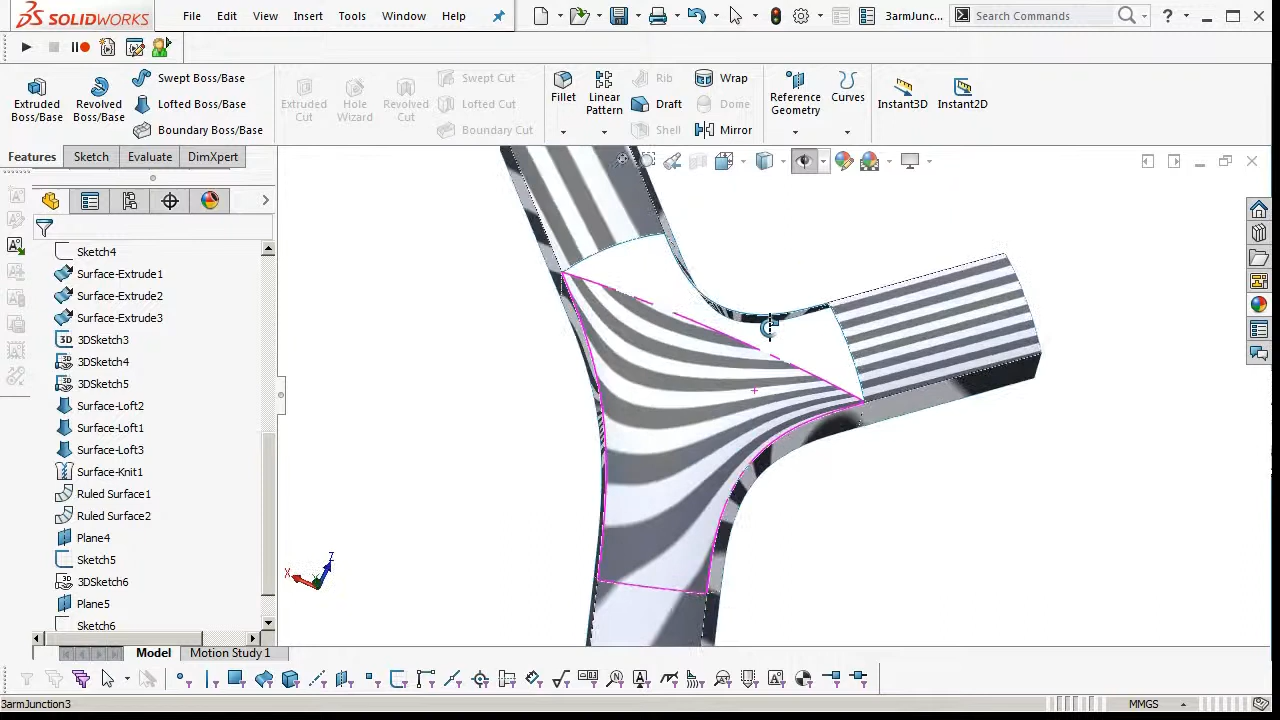 SOLIDWORKS File Edit View Insert Tools Window Help 3armJunc... Search Commands ?
Extruded Boss/Base
Revolved Boss/Base
Swept Boss/Base
Lofted Boss/Base
Boundary Boss/Base
Extruded Cut
Hole Wizard
Revolved Cut
Swept Cut
Lofted Cut
Boundary Cut
Fillet
Linear Pattern
Rib
Draft
Shell
Wrap
Dome
Mirror
Reference Geometry
Curves
Instant3D
Instant2D
Features Sketch Evaluate DimXpert
Sketch4
Surface-Extrude1
Surface-Extrude2
Surface-Extrude3
3D 3DSketch3
3DSketch4
3DSketch5
Surface-Loft2
Surface-Loft1
Surface-Loft3
Surface-Knit1
Ruled Surface1
Ruled Surface2
Plane4
Sketch5
3DSketch6
Plane5
Sketch6
X Z
Model Motion Study 1
3armJunction3 MMGS